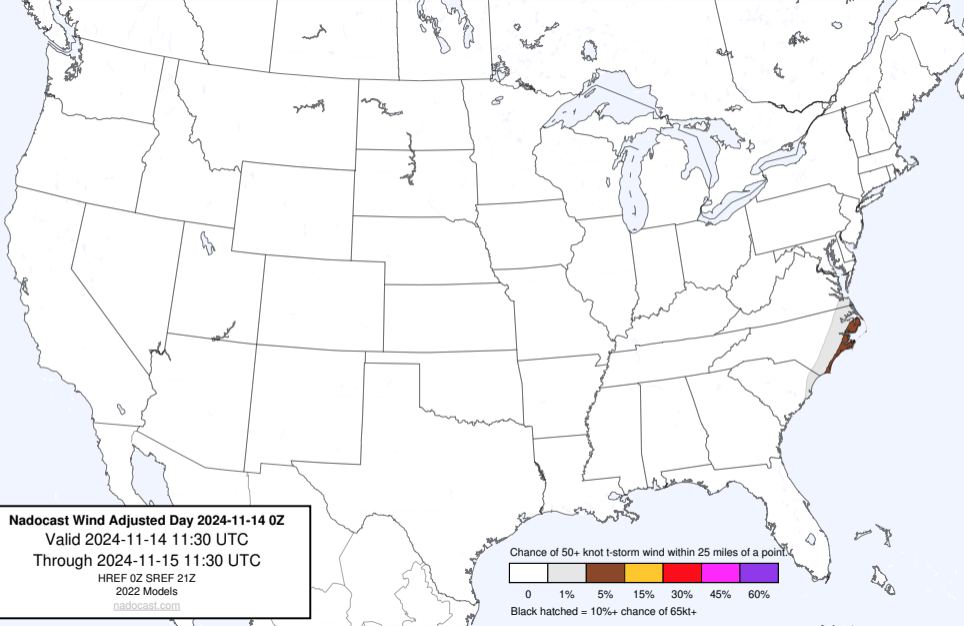 Nadocast Wind Adjusted Day 2024-11-14 0Z
Valid 2024-11-14 11:30 UTC
Through 2024-11-15 11:30 UTC
HREF 0Z SREF 21Z
2022 Models
nadocast.com
Chance of 50+ knot t-storm wind within 25 miles of a point.
0 1% 5% 15% 30% 45% 60%
Black hatched = 10%+ chance of 65kt+